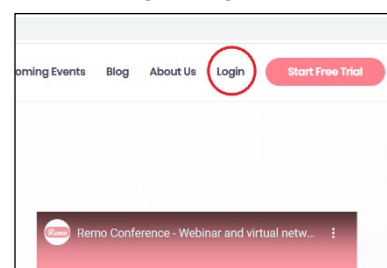 oming Events Blog About Us Login Start Free Trial
Remo Remo Conference - Webinar and virtual netw...